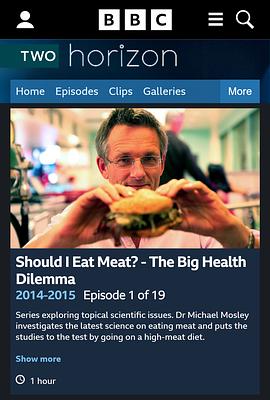 BBC
TWO horizon
Home Episodes Clips Galleries More
Should I Eat Meat? - The Big Health
Dilemma
2014-2015 Episode 1 of 19
Series exploring topical scientific issues. Dr Michael Mosley
investigates the latest science on eating meat and puts the
studies to the test by going on a high-meat diet.
Show more
1 hour